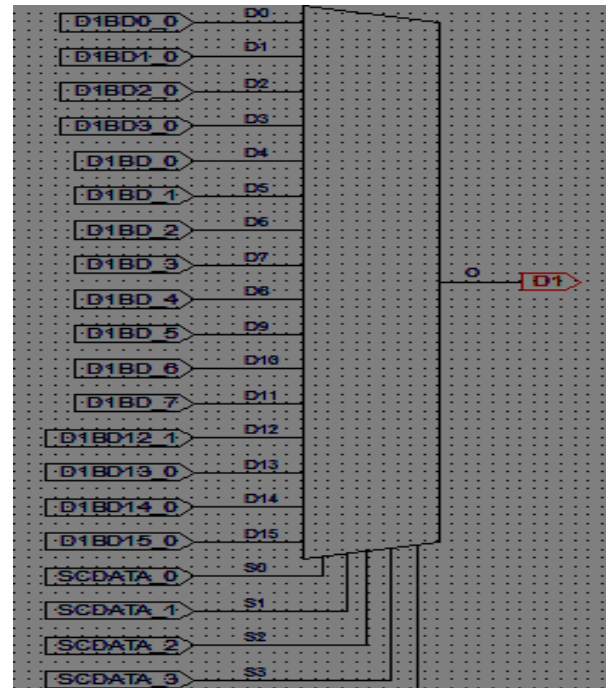 D1BD0_0 D0
D1BD1_0 D1
D1BD2_0 D2
D1BD3_0 D3
D1BD_0 D4
D1BD_1 D5
D1BD_2 D6
D1BD_3 D7
O D1
D1BD_4 D8
D1BD_5 D9
D1BD_6 D10
D1BD_7 D11
D1BD12_1 D12
D1BD13_0 D13
D1BD14_0 D14
D1BD15_0 D15
SCDATA_0 S0
SCDATA_1 S1
SCDATA_2 S2
SCDATA_3 S3